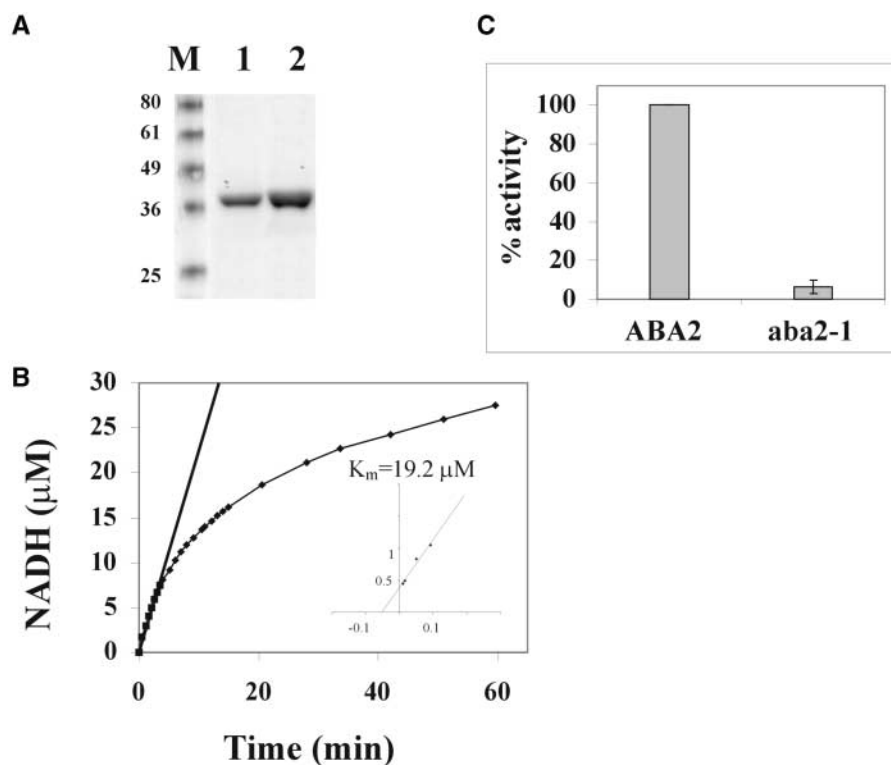 A
M 1 2
80
61
49
36
25
C
100
80
60
40
20
0
% activity
ABA2 aba2-1
B
30
25
20
15
10
5
0
NADH (μM)
Km=19.2 μM
1
0.5
-0.1 0.1
0 20 40 60
Time (min)